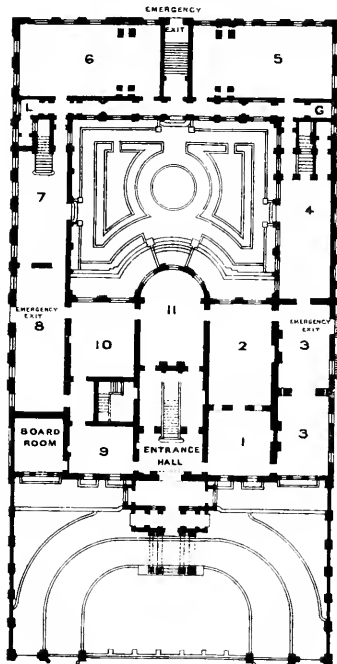 EMERGENCY
EXIT
6
5
L
G
7
4
EMERGENCY
EXIT
8
10
11
2
EMERGENCY
EXIT
3
BOARD
ROOM
9
ENTRANCE
HALL
1
3